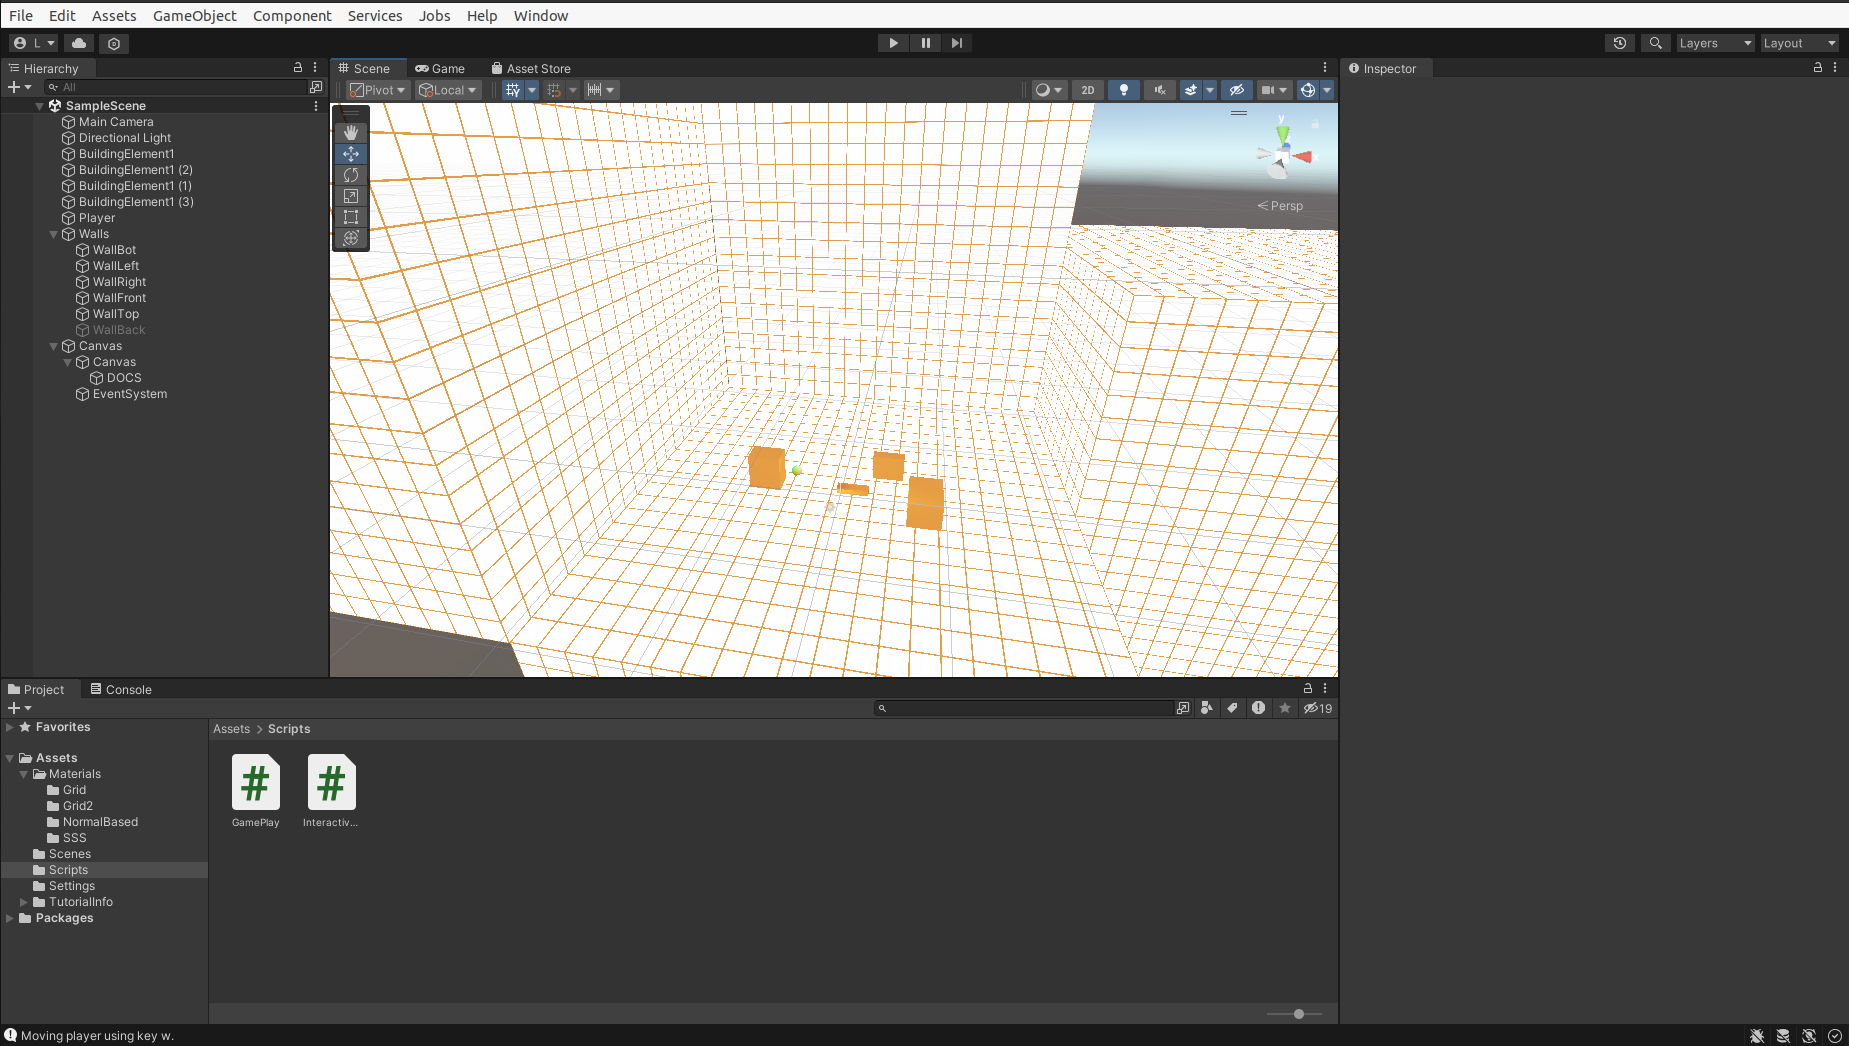 File Edit Assets GameObject Component Services Jobs Help Window
L Layers Layout
Hierarchy
All
SampleScene
Main Camera
Directional Light
BuildingElement1
BuildingElement1 (2)
BuildingElement1 (1)
BuildingElement1 (3)
Player
Walls
WallBot
WallLeft
WallRight
WallFront
WallTop
WallBack
Canvas
Canvas
DOCS
EventSystem
Scene Game Asset Store
Pivot Local 2D
y
x
Persp
Inspector
Project Console
19
Favorites
Assets
Materials
Grid
Grid2
NormalBased
SSS
Scenes
Scripts
Settings
TutorialInfo
Packages
Assets > Scripts
# #
GamePlay Interactiv...
Moving player using key w.